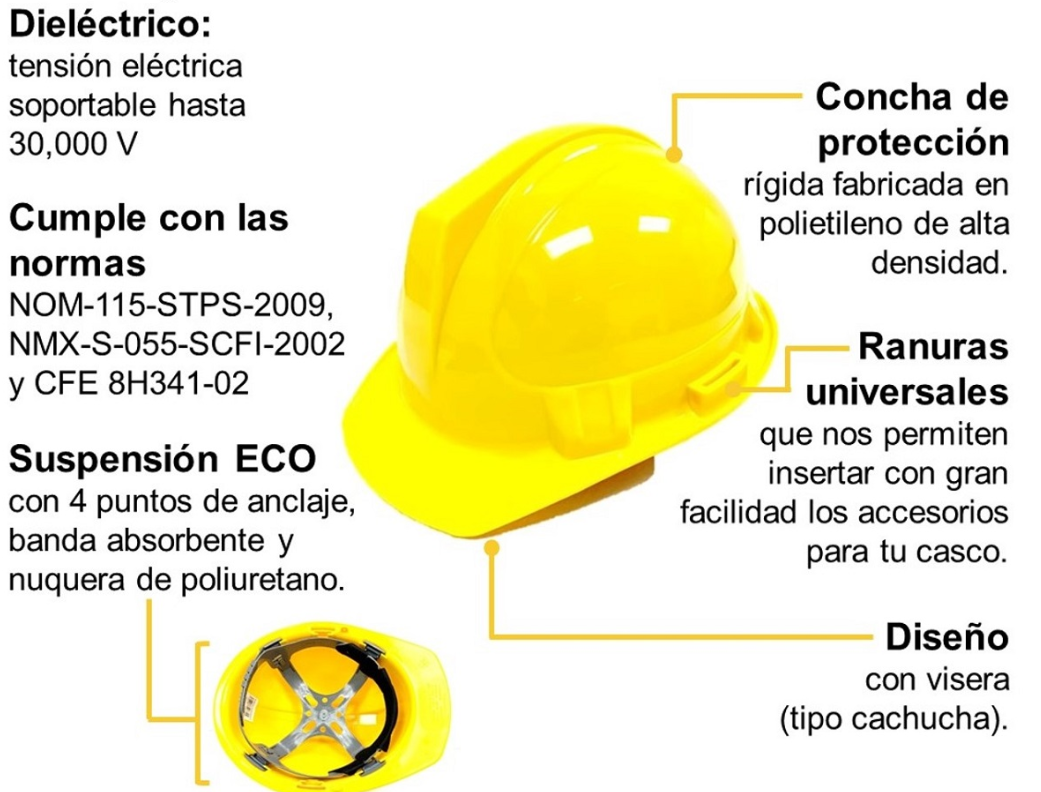 Dieléctrico:
tensión eléctrica
soportable hasta
30,000 V
Cumple con las
normas
NOM-115-STPS-2009,
NMX-S-055-SCFI-2002
y CFE 8H341-02
Suspensión ECO
con 4 puntos de anclaje,
banda absorbente y
nuquera de poliuretano.
Concha de
protección
rígida fabricada en
polietileno de alta
densidad.
Ranuras
universales
que nos permiten
insertar con gran
facilidad los accesorios
para tu casco.
Diseño
con visera
(tipo cachucha).